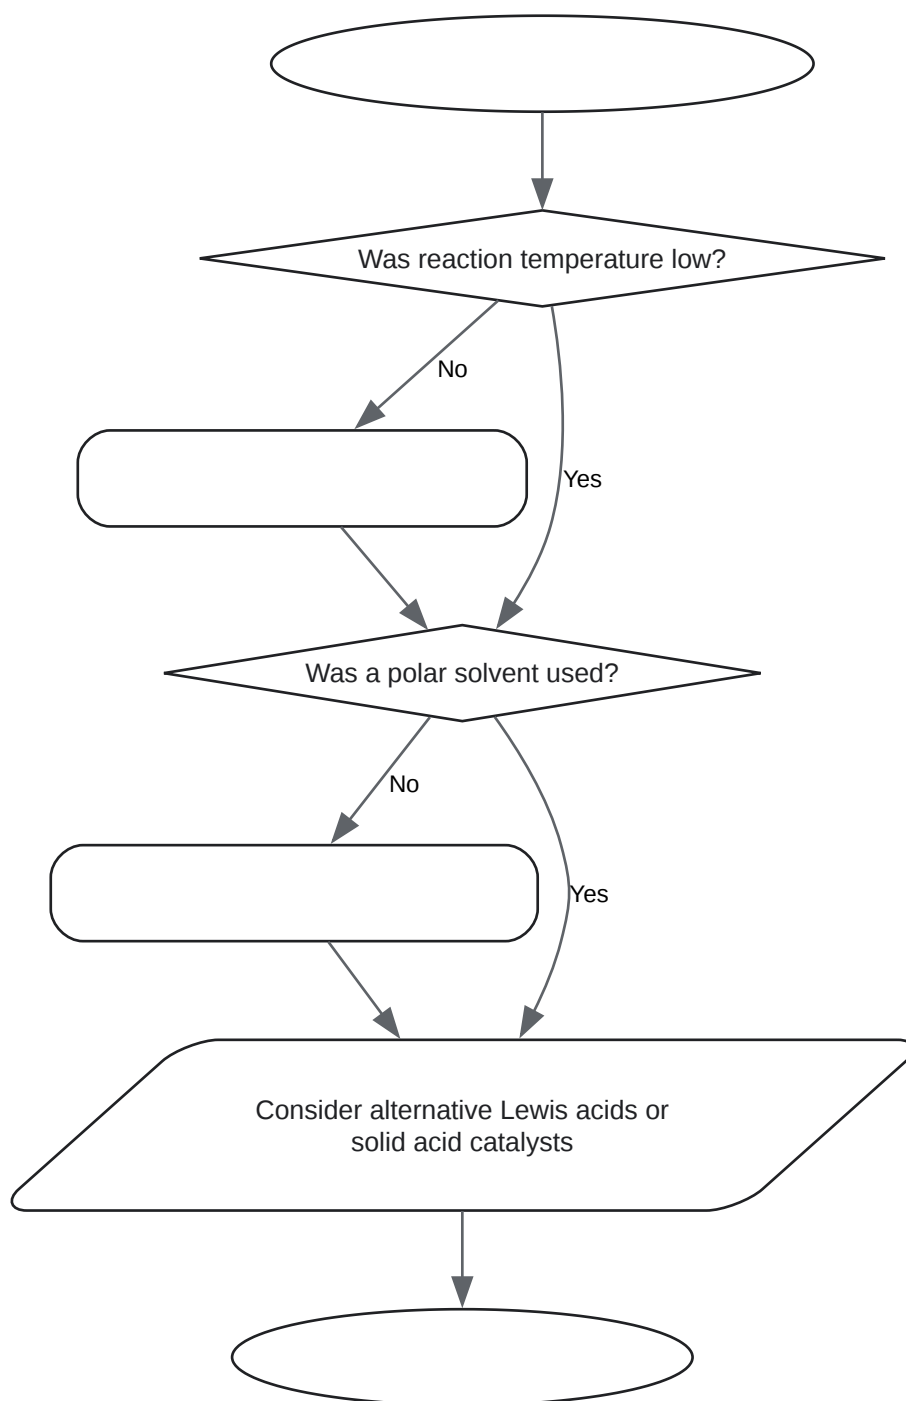 Was reaction temperature low?
No
Yes
Was a polar solvent used?
No
Yes
Consider alternative Lewis acids or
solid acid catalysts